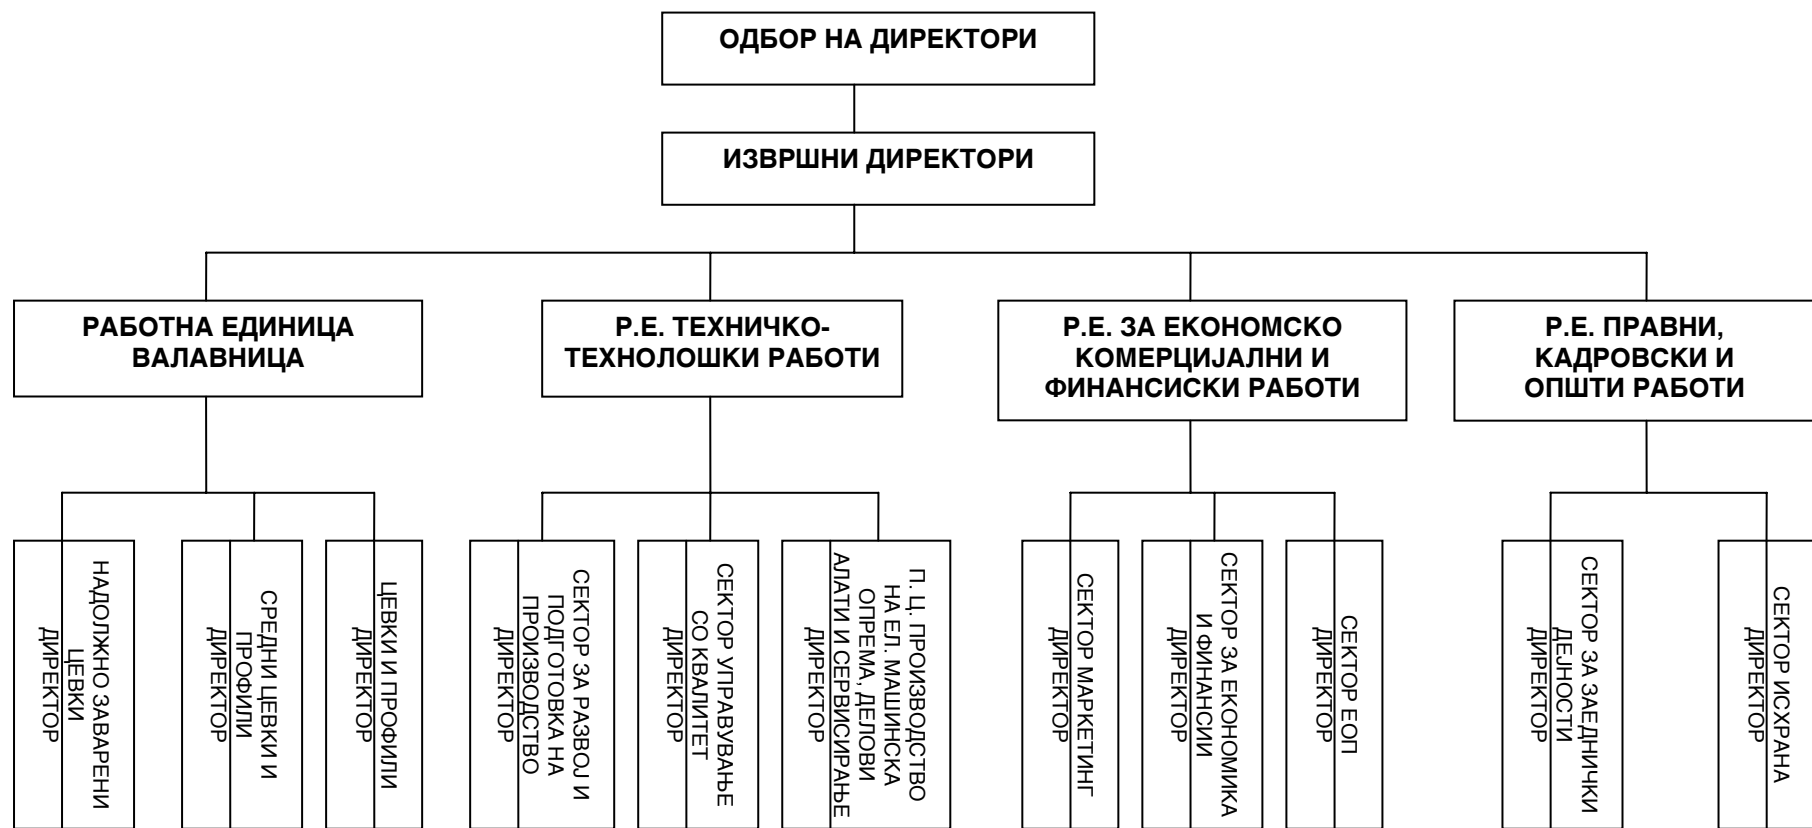 ОДБОР НА ДИРЕКТОРИ
ИЗВРШНИ ДИРЕКТОРИ
РАБОТНА ЕДИНИЦА
ВАЛАВНИЦА
Р.Е. ТЕХНИЧКО-
ТЕХНОЛОШКИ РАБОТИ
Р.Е. ЗА ЕКОНОМСКО
КОМЕРЦИЈАЛНИ И
ФИНАНСИСКИ РАБОТИ
Р.Е. ПРАВНИ,
КАДРОВСКИ И
ОПШТИ РАБОТИ
НАДОЛЖНО ЗАВАРЕНИ
ЦЕВКИ
ДИРЕКТОР
СРЕДНИ ЦЕВКИ И
ПРОФИЛИ
ДИРЕКТОР
ЦЕВКИ И ПРОФИЛИ
ДИРЕКТОР
СЕКТОР ЗА РАЗВОЈ И
ПОДГОТОВКА НА
ПРОИЗВОДСТВО
ДИРЕКТОР
СЕКТОР УПРАВУВАЊЕ
СО КВАЛИТЕТ
ДИРЕКТОР
П. Ц. ПРОИЗВОДСТВО
НА ЕЛ. МАШИНСКА
ОПРЕМА, ДЕЛОВИ
АЛАТИ И СЕРВИСИРАЊЕ
ДИРЕКТОР
СЕКТОР МАРКЕТИНГ
ДИРЕКТОР
СЕКТОР ЗА ЕКОНОМИКА
И ФИНАНСИИ
ДИРЕКТОР
СЕКТОР ЕОП
ДИРЕКТОР
СЕКТОР ЗА ЗАЕДНИЧКИ
ДЕЈНОСТИ
ДИРЕКТОР
СЕКТОР ИСХРАНА
ДИРЕКТОР